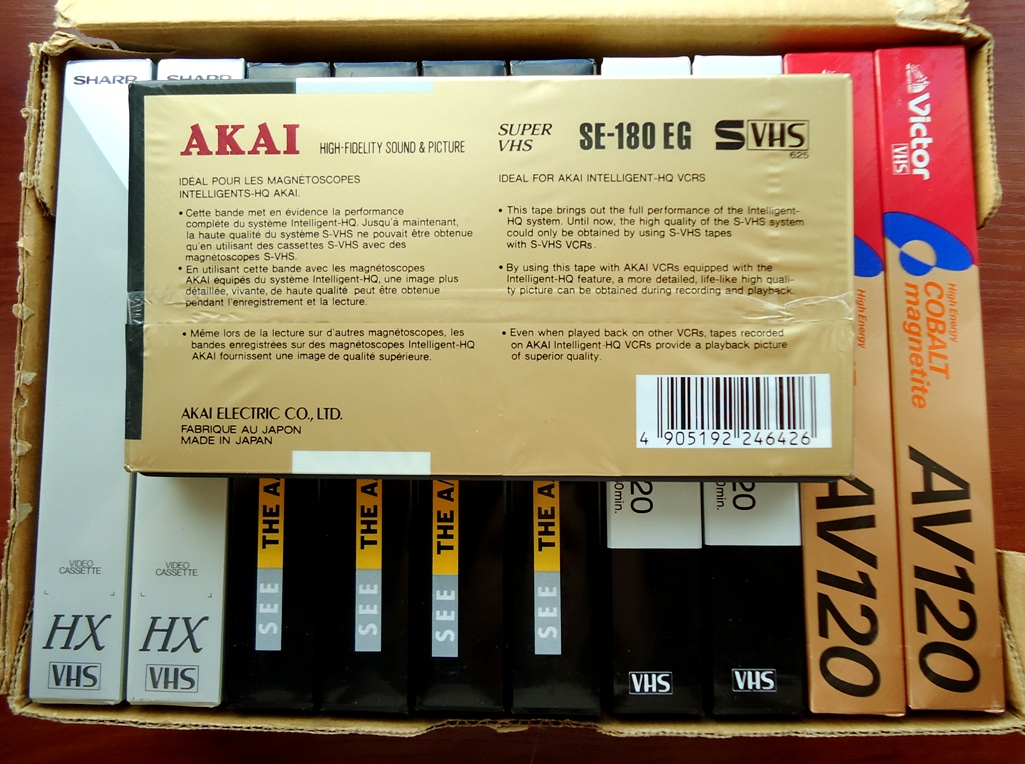 SHARP
SHARP
AKAI
HIGH-FIDELITY SOUND & PICTURE
SUPER
VHS
SE-180 EG
S VHS
625
IDÉAL POUR LES MAGNÉTOSCOPES
INTELLIGENTS-HQ AKAI.
• Cette bande met en évidence la performance
complète du système Intelligent-HQ. Jusqu'à maintenant,
la haute qualité du système S-VHS ne pouvait être obtenue
qu'en utilisant des cassettes S-VHS avec des
magnétoscopes S-VHS.
• En utilisant cette bande avec les magnétoscopes
AKAI équipés du système Intelligent-HQ, une image plus
détaillée, vivante, de haute qualité peut être obtenue
pendant l'enregistrement et la lecture.
• Même lors de la lecture sur d'autres magnétoscopes, les
bandes enregistrées sur des magnétoscopes Intelligent-HQ
AKAI fournissent une image de qualité supérieure.
IDEAL FOR AKAI INTELLIGENT-HQ VCRS
• This tape brings out the full performance of the Intelligent-
HQ system. Until now, the high quality of the S-VHS system
could only be obtained by using S-VHS tapes
with S-VHS VCRs.
• By using this tape with AKAI VCRs equipped with the
Intelligent-HQ feature, a more detailed, life-like high quali-
ty picture can be obtained during recording and playback.
• Even when played back on other VCRs, tapes recorded
on AKAI Intelligent-HQ VCRs provide a playback picture
of superior quality.
AKAI ELECTRIC CO., LTD.
FABRIQUE AU JAPON
MADE IN JAPAN
4 905192 246426
VIDEO
CASSETTE
HX
VHS
VIDEO
CASSETTE
HX
VHS
THE A
SEE
THE A
SEE
THE A
SEE
THE A
SEE
20
0min.
VHS
20
0min.
VHS
High Energy
AV120
Victor
VHS
High Energy
COBALT
magnetite
AV120